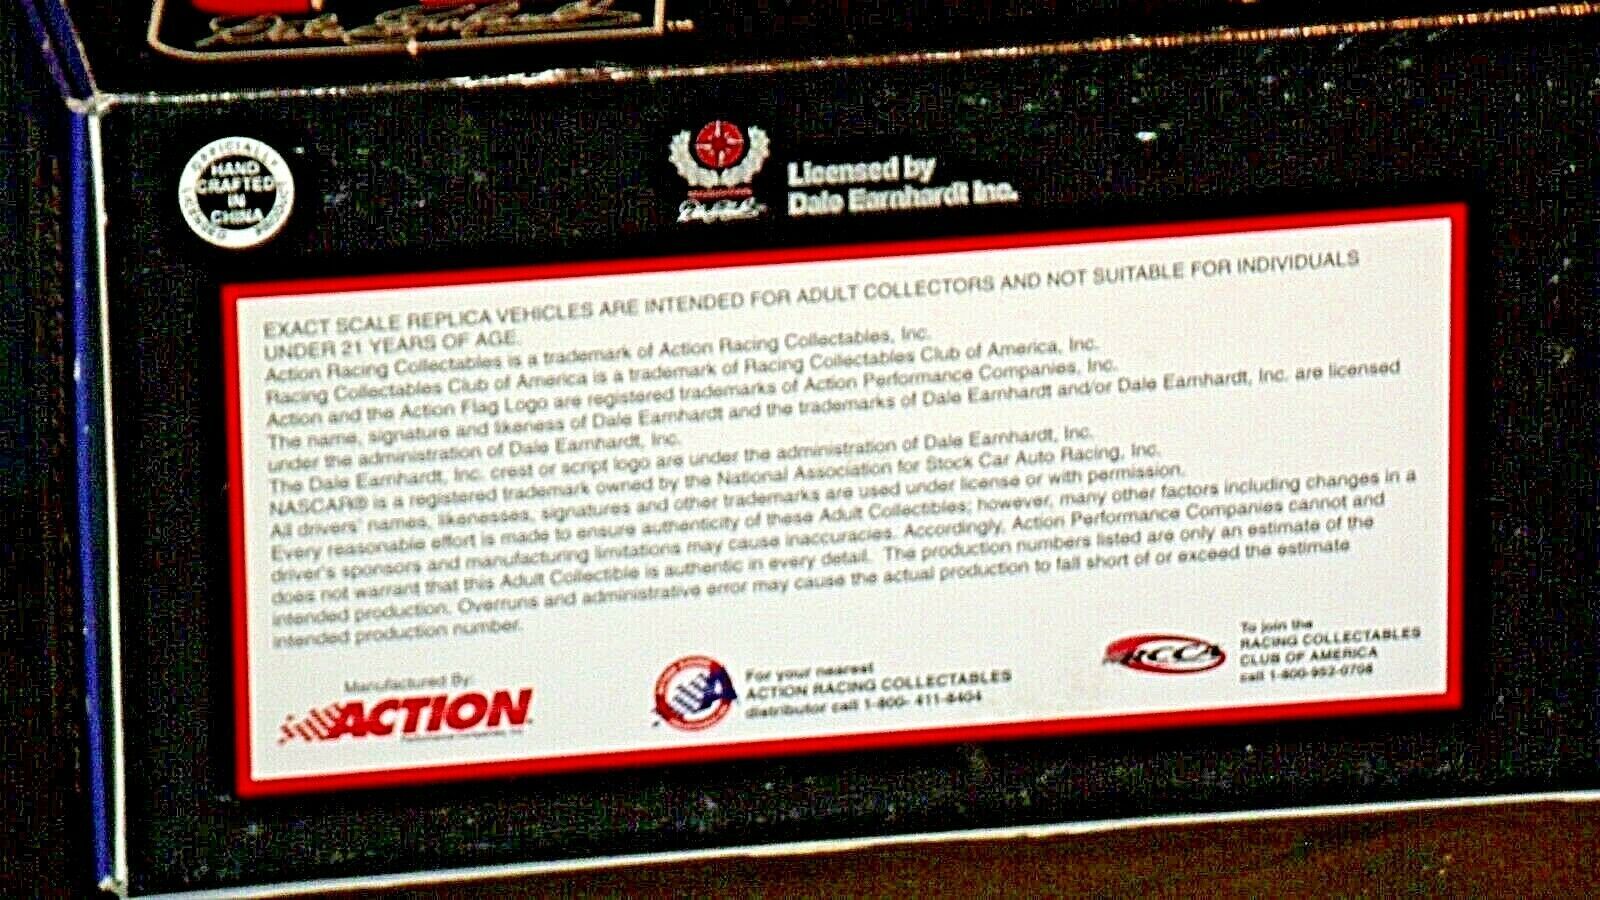 Dale Earnhardt ™
OFFICIALLY LICENSED PRODUCT
HAND
CRAFTED
IN
CHINA
Licensed by
Dale Earnhardt Inc.
EXACT SCALE REPLICA VEHICLES ARE INTENDED FOR ADULT COLLECTORS AND NOT SUITABLE FOR INDIVIDUALS
UNDER 21 YEARS OF AGE.
Action Racing Collectables is a trademark of Action Racing Collectables, Inc.
Racing Collectables Club of America is a trademark of Racing Collectables Club of America, Inc.
Action and the Action Flag Logo are registered trademarks of Action Performance Companies, Inc.
The name, signature and likeness of Dale Earnhardt and the trademarks of Dale Earnhardt and/or Dale Earnhardt, Inc. are licensed
under the administration of Dale Earnhardt, Inc.
The Dale Earnhardt, Inc. crest or script logo are under the administration of Dale Earnhardt, Inc.
NASCAR® is a registered trademark owned by the National Association for Stock Car Auto Racing, Inc.
All drivers' names, likenesses, signatures and other trademarks are used under license or with permission.
Every reasonable effort is made to ensure authenticity of these Adult Collectibles; however, many other factors including changes in a
driver's sponsors and manufacturing limitations may cause inaccuracies. Accordingly, Action Performance Companies cannot and
does not warrant that this Adult Collectible is authentic in every detail. The production numbers listed are only an estimate of the
intended production. Overruns and administrative error may cause the actual production to fall short of or exceed the estimate
intended production number.
Manufactured By:
ACTION
For your nearest
ACTION RACING COLLECTABLES
distributor call 1-800- 411-8404
RCCA
To join the
RACING COLLECTABLES
CLUB OF AMERICA
call 1-800-952-0708